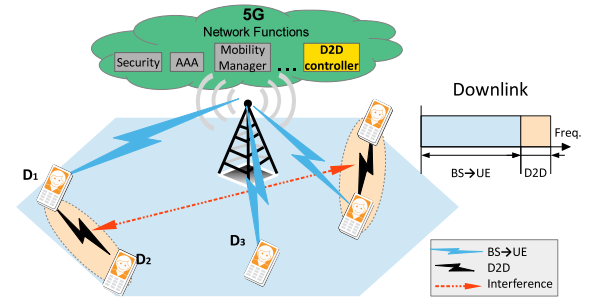 5G
Network Functions
Security
AAA
Mobility
Manager
...
D2D
controller
Downlink
Freq.
BS→UE
D2D
D1
D2
D3
BS→UE
D2D
Interference